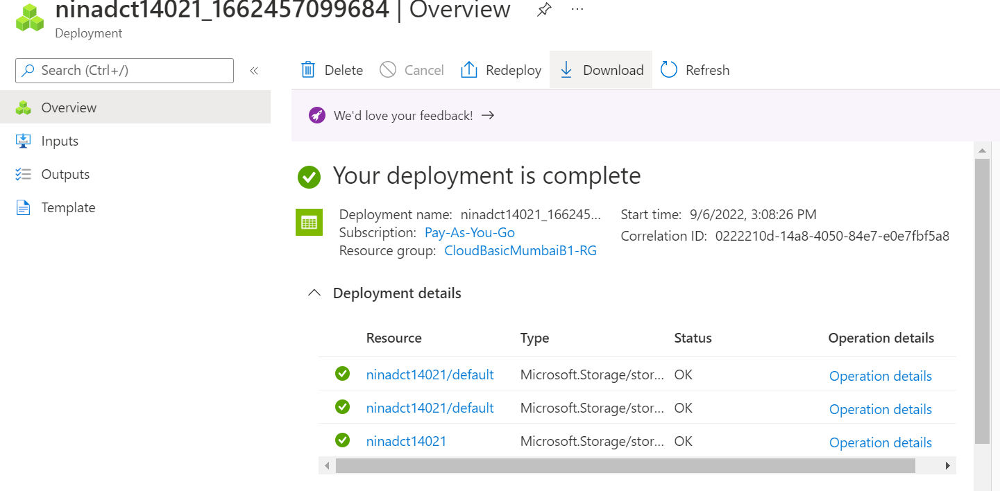 ninadct14021_1662457099684 | Overview ...
Deployment
Search (Ctrl+/) «
Overview
Inputs
Outputs
Template
Delete Cancel Redeploy Download Refresh
We'd love your feedback! →
Your deployment is complete
Deployment name: ninadct14021_166245... Start time: 9/6/2022, 3:08:26 PM
Subscription: Pay-As-You-Go Correlation ID: 0222210d-14a8-4050-84e7-e0e7fbf5a8
Resource group: CloudBasicMumbaiB1-RG
Deployment details
Resource Type Status Operation details
ninadct14021/default Microsoft.Storage/stor... OK Operation details
ninadct14021/default Microsoft.Storage/stor... OK Operation details
ninadct14021 Microsoft.Storage/stor... OK Operation details